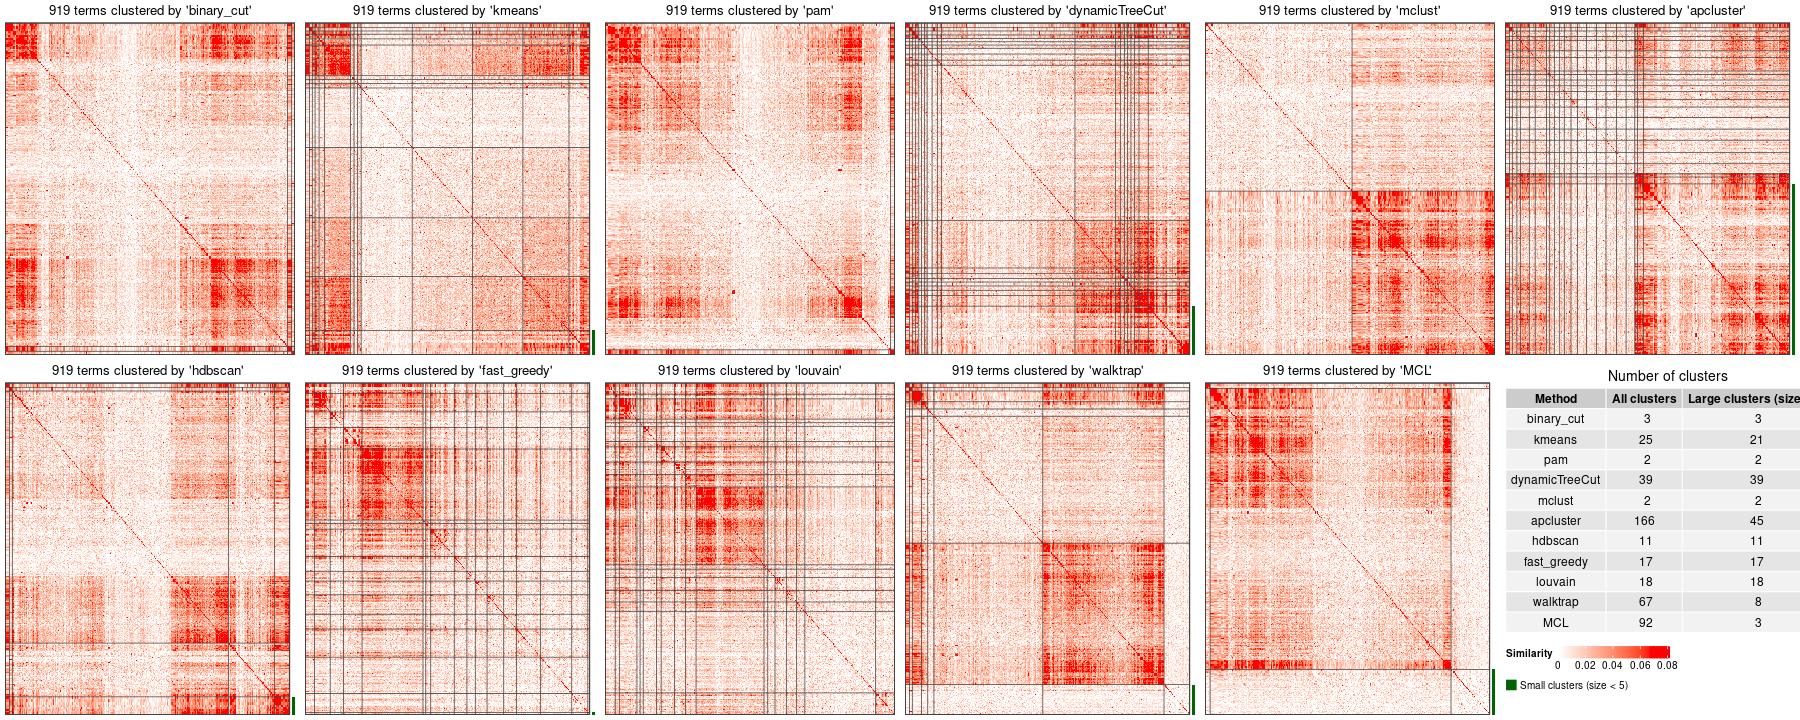 919 terms clustered by 'binary_cut'
919 terms clustered by 'kmeans'
919 terms clustered by 'pam'
919 terms clustered by 'dynamicTreeCut'
919 terms clustered by 'mclust'
919 terms clustered by 'apcluster'
919 terms clustered by 'hdbscan'
919 terms clustered by 'fast_greedy'
919 terms clustered by 'louvain'
919 terms clustered by 'walktrap'
919 terms clustered by 'MCL'
Number of clusters
Method All clusters Large clusters (size
binary_cut 3 3
kmeans 25 21
pam 2 2
dynamicTreeCut 39 39
mclust 2 2
apcluster 166 45
hdbscan 11 11
fast_greedy 17 17
louvain 18 18
walktrap 67 8
MCL 92 3
Similarity
0 0.02 0.04 0.06 0.08
Small clusters (size < 5)